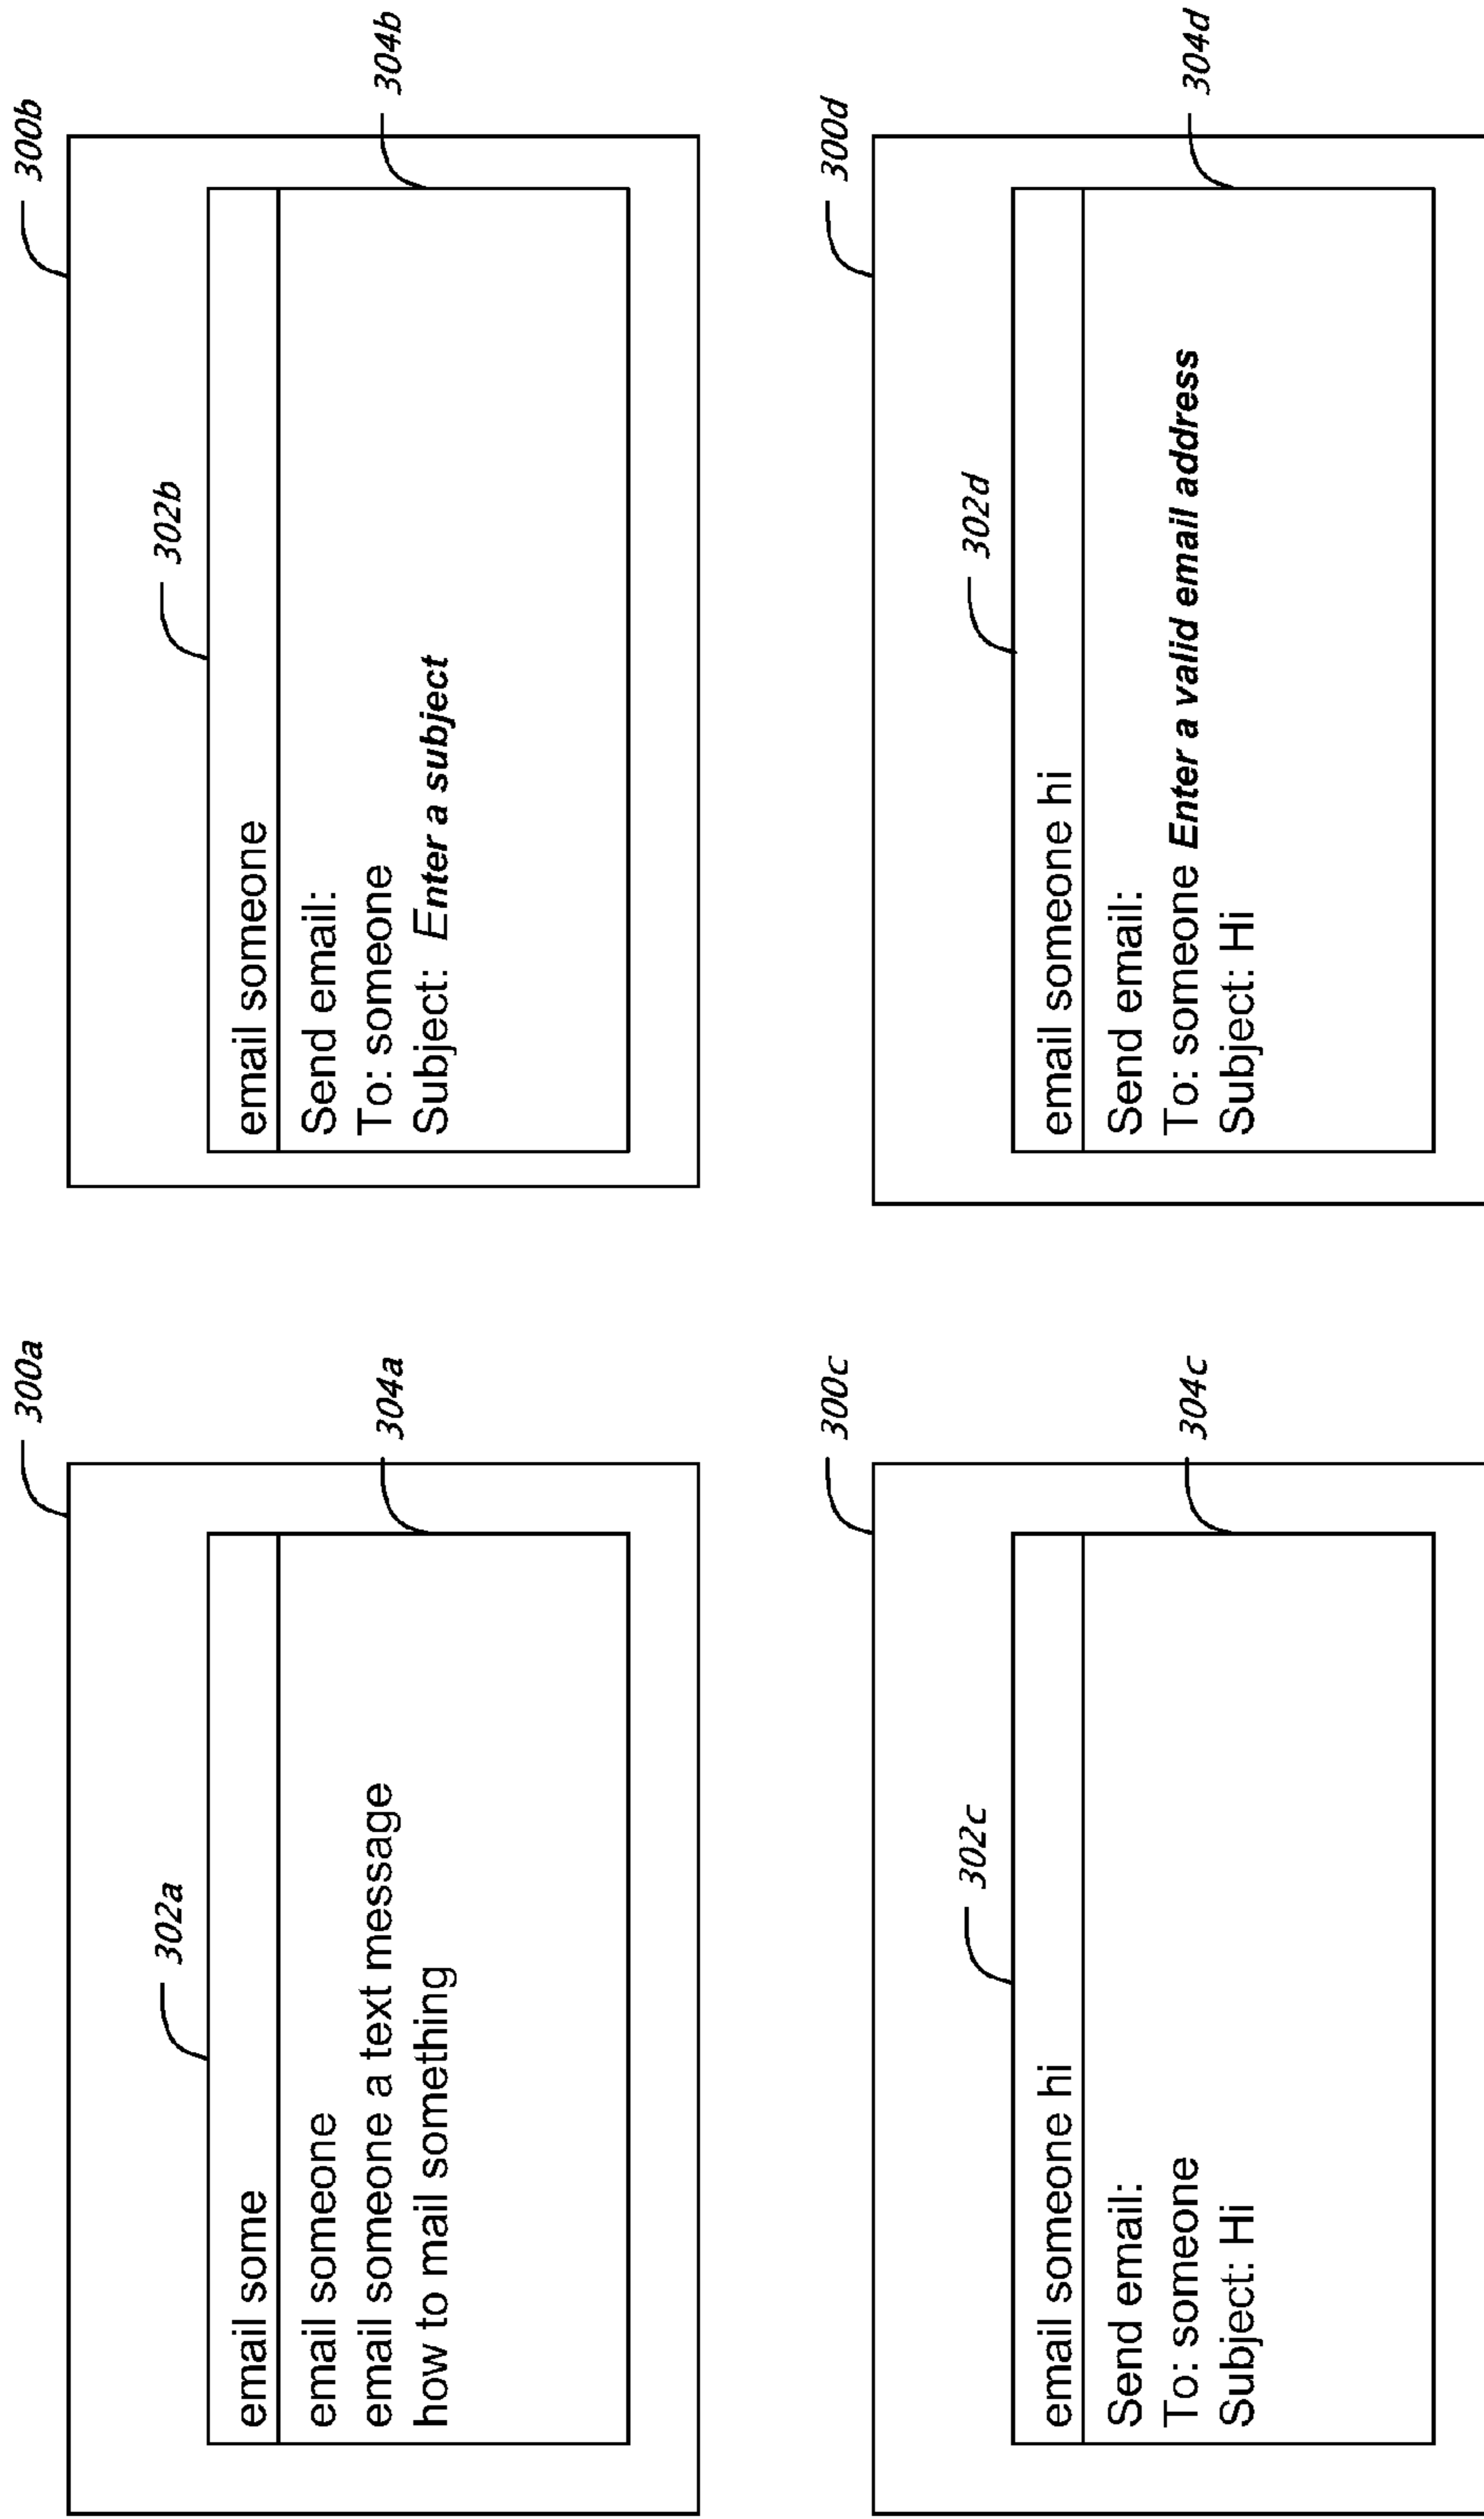 300a
302a
email some
304a
email someone
email someone a text message
how to mail something
300b
302b
email someone
304b
Send email:
To: someone
Subject: Enter a subject
300c
302c
email someone hi
304c
Send email:
To: someone
Subject: Hi
300d
302d
email someone hi
304d
Send email:
To: someone Enter a valid email address
Subject: Hi